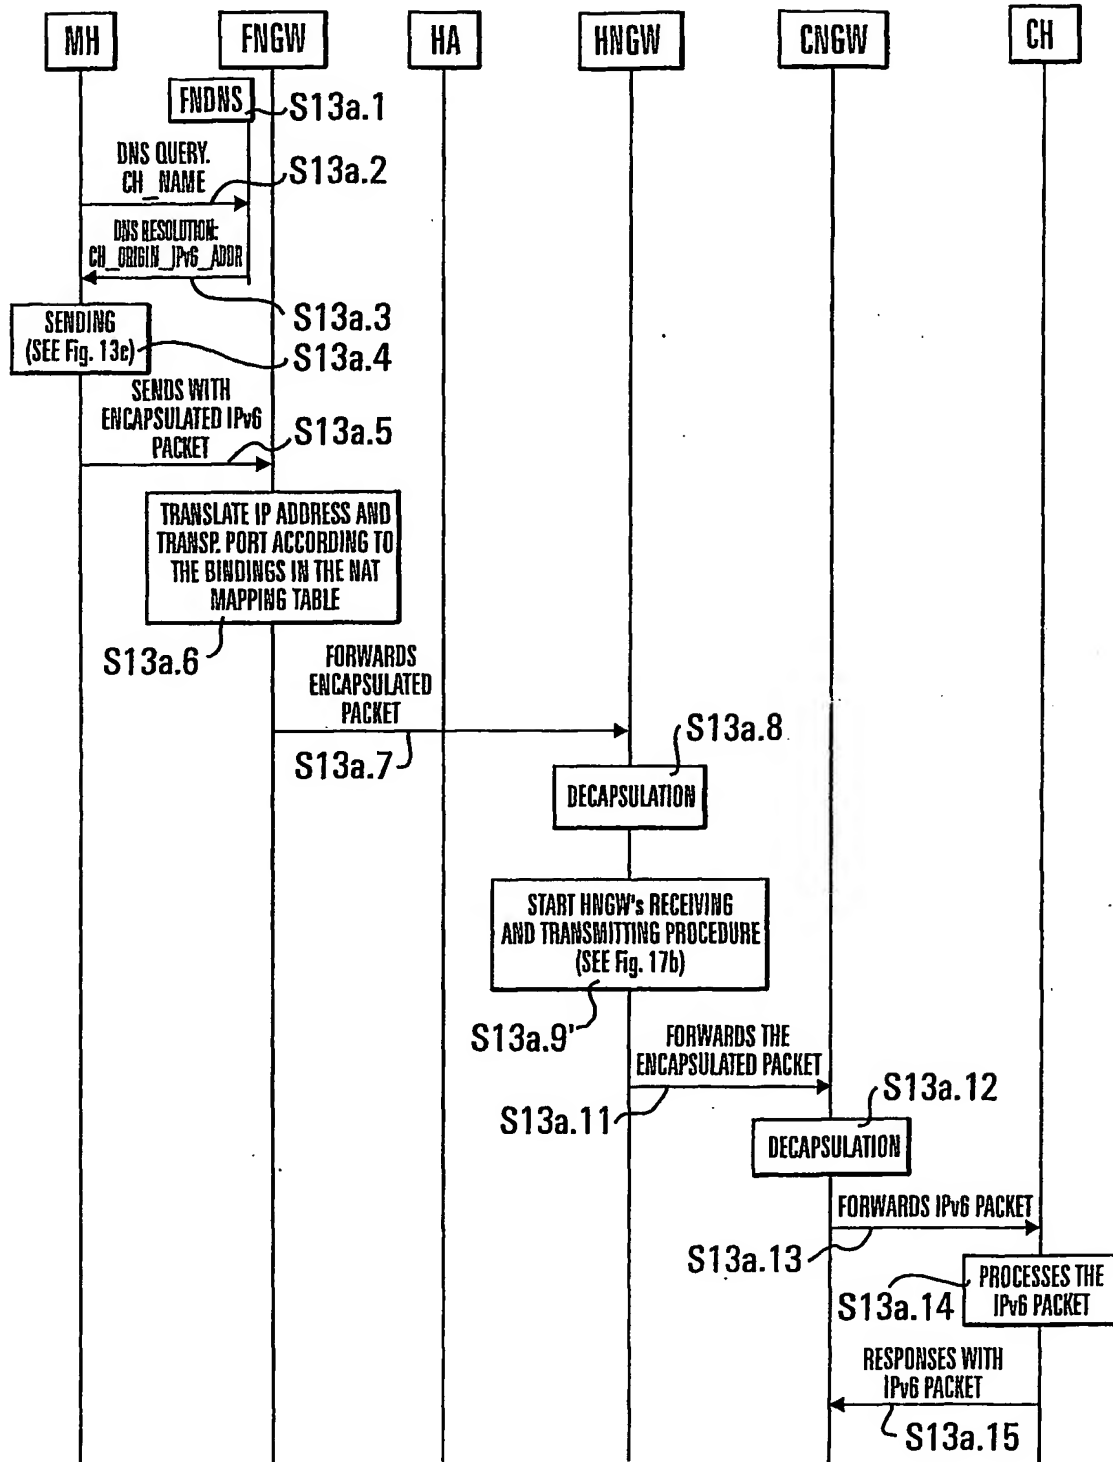 MH
FNGW
HA
HNGW
CNGW
CH
FNDNS
S13a.1
DNS QUERY.
CH_NAME
S13a.2
DNS RESOLUTION:
CH_ORIGIN_IPv6_ADDR
S13a.3
SENDING
(SEE Fig. 13e)
S13a.4
SENDS WITH
ENCAPSULATED IPv6
PACKET
S13a.5
TRANSLATE IP ADDRESS AND
TRANSP. PORT ACCORDING TO
THE BINDINGS IN THE NAT
MAPPING TABLE
S13a.6
FORWARDS
ENCAPSULATED
PACKET
S13a.7
S13a.8
DECAPSULATION
START HNGW's RECEIVING
AND TRANSMITTING PROCEDURE
(SEE Fig. 17b)
S13a.9'
FORWARDS THE
ENCAPSULATED PACKET
S13a.11
S13a.12
DECAPSULATION
FORWARDS IPv6 PACKET
S13a.13
PROCESSES THE
IPv6 PACKET
S13a.14
RESPONSES WITH
IPv6 PACKET
S13a.15